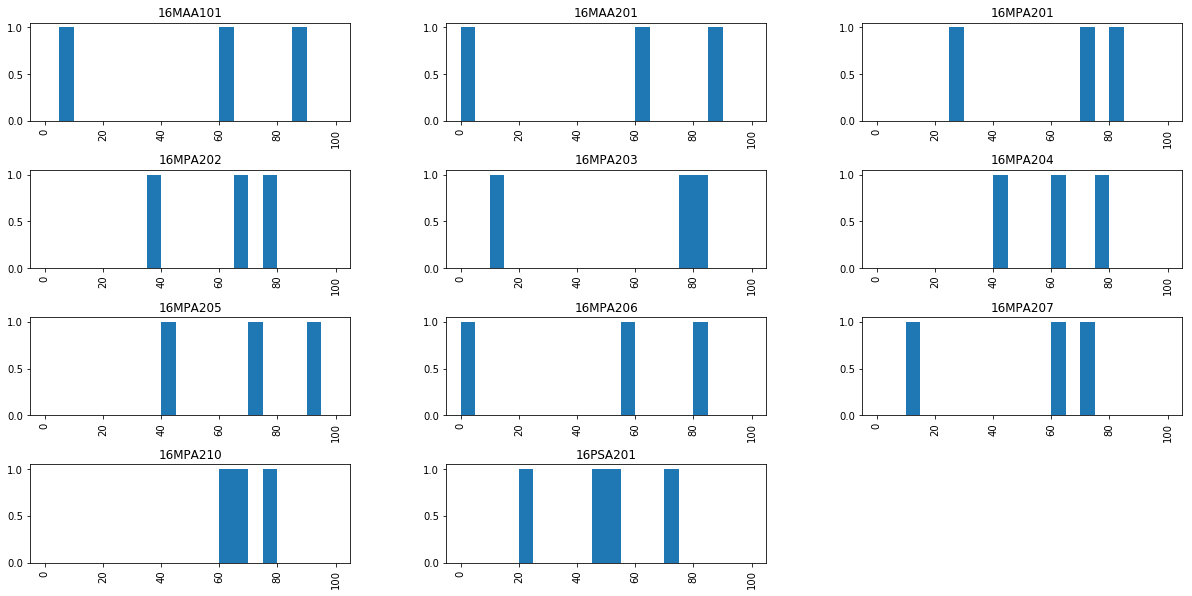 16MAA101 16MAA201 16MPA201
1.0 1.0 1.0
0.5 0.5 0.5
0.0 0.0 0.0
0 20 40 60 80 100 0 20 40 60 80 100 0 20 40 60 80 100
16MPA202 16MPA203 16MPA204
1.0 1.0 1.0
0.5 0.5 0.5
0.0 0.0 0.0
0 20 40 60 80 100 0 20 40 60 80 100 0 20 40 60 80 100
16MPA205 16MPA206 16MPA207
1.0 1.0 1.0
0.5 0.5 0.5
0.0 0.0 0.0
0 20 40 60 80 100 0 20 40 60 80 100 0 20 40 60 80 100
16MPA210 16PSA201
1.0 1.0
0.5 0.5
0.0 0.0
0 20 40 60 80 100 0 20 40 60 80 100